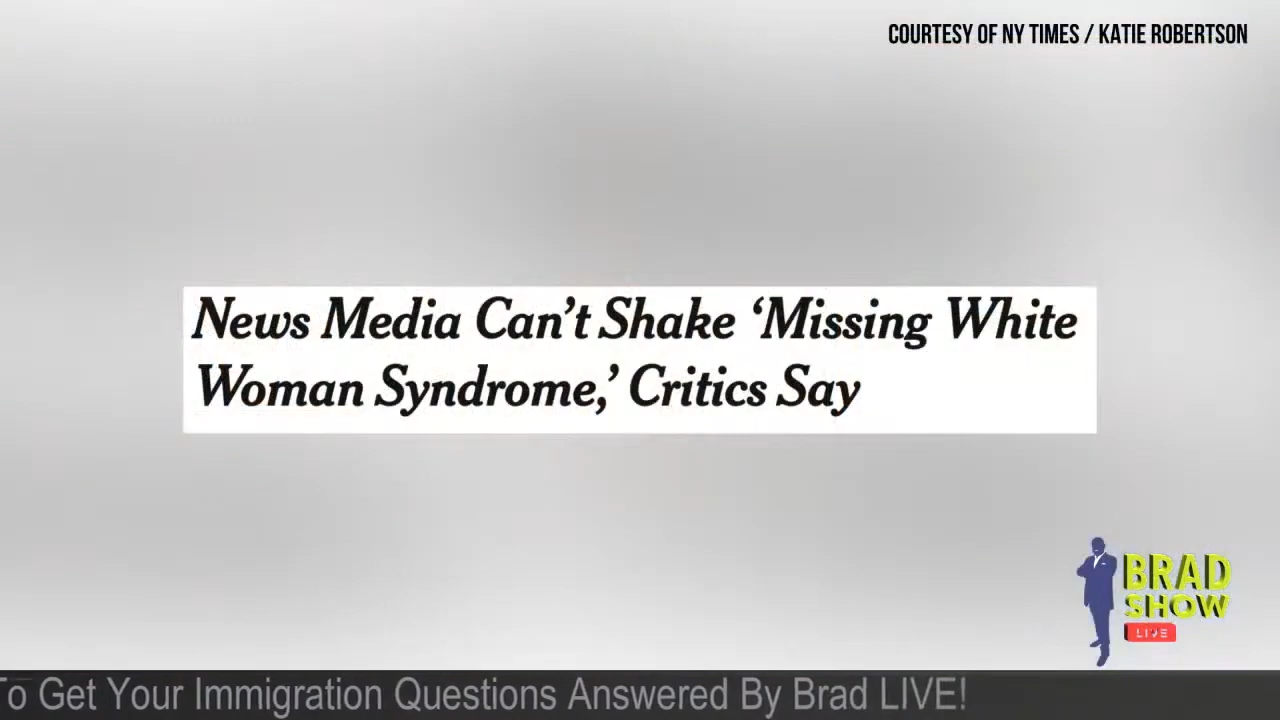 COURTESY OF NY TIMES / KATIE ROBERTSON
News Media Can’t Shake ‘Missing White
Woman Syndrome,’ Critics Say
BRAD
SHOW
LIVE
To Get Your Immigration Questions Answered By Brad LIVE!